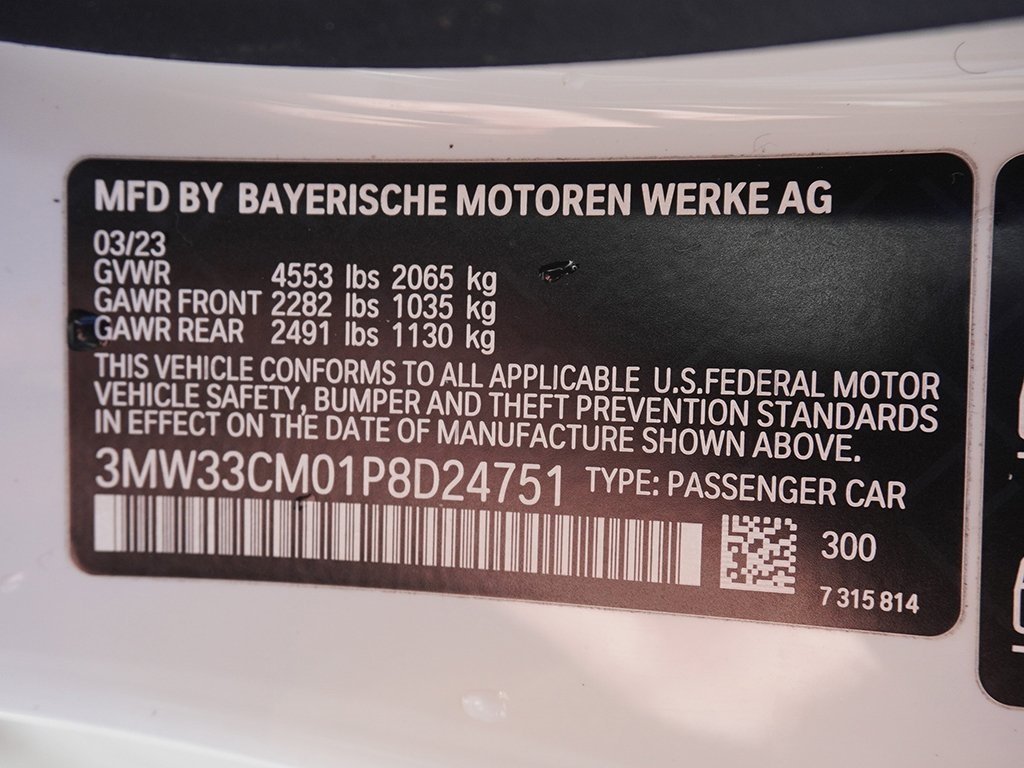 MFD BY BAYERISCHE MOTOREN WERKE AG
03/23
GVWR 4553 lbs 2065 kg
GAWR FRONT 2282 lbs 1035 kg
GAWR REAR 2491 lbs 1130 kg
THIS VEHICLE CONFORMS TO ALL APPLICABLE U.S.FEDERAL MOTOR
VEHICLE SAFETY, BUMPER AND THEFT PREVENTION STANDARDS
IN EFFECT ON THE DATE OF MANUFACTURE SHOWN ABOVE.
3MW33CM01P8D24751 TYPE: PASSENGER CAR
300
7 315 814